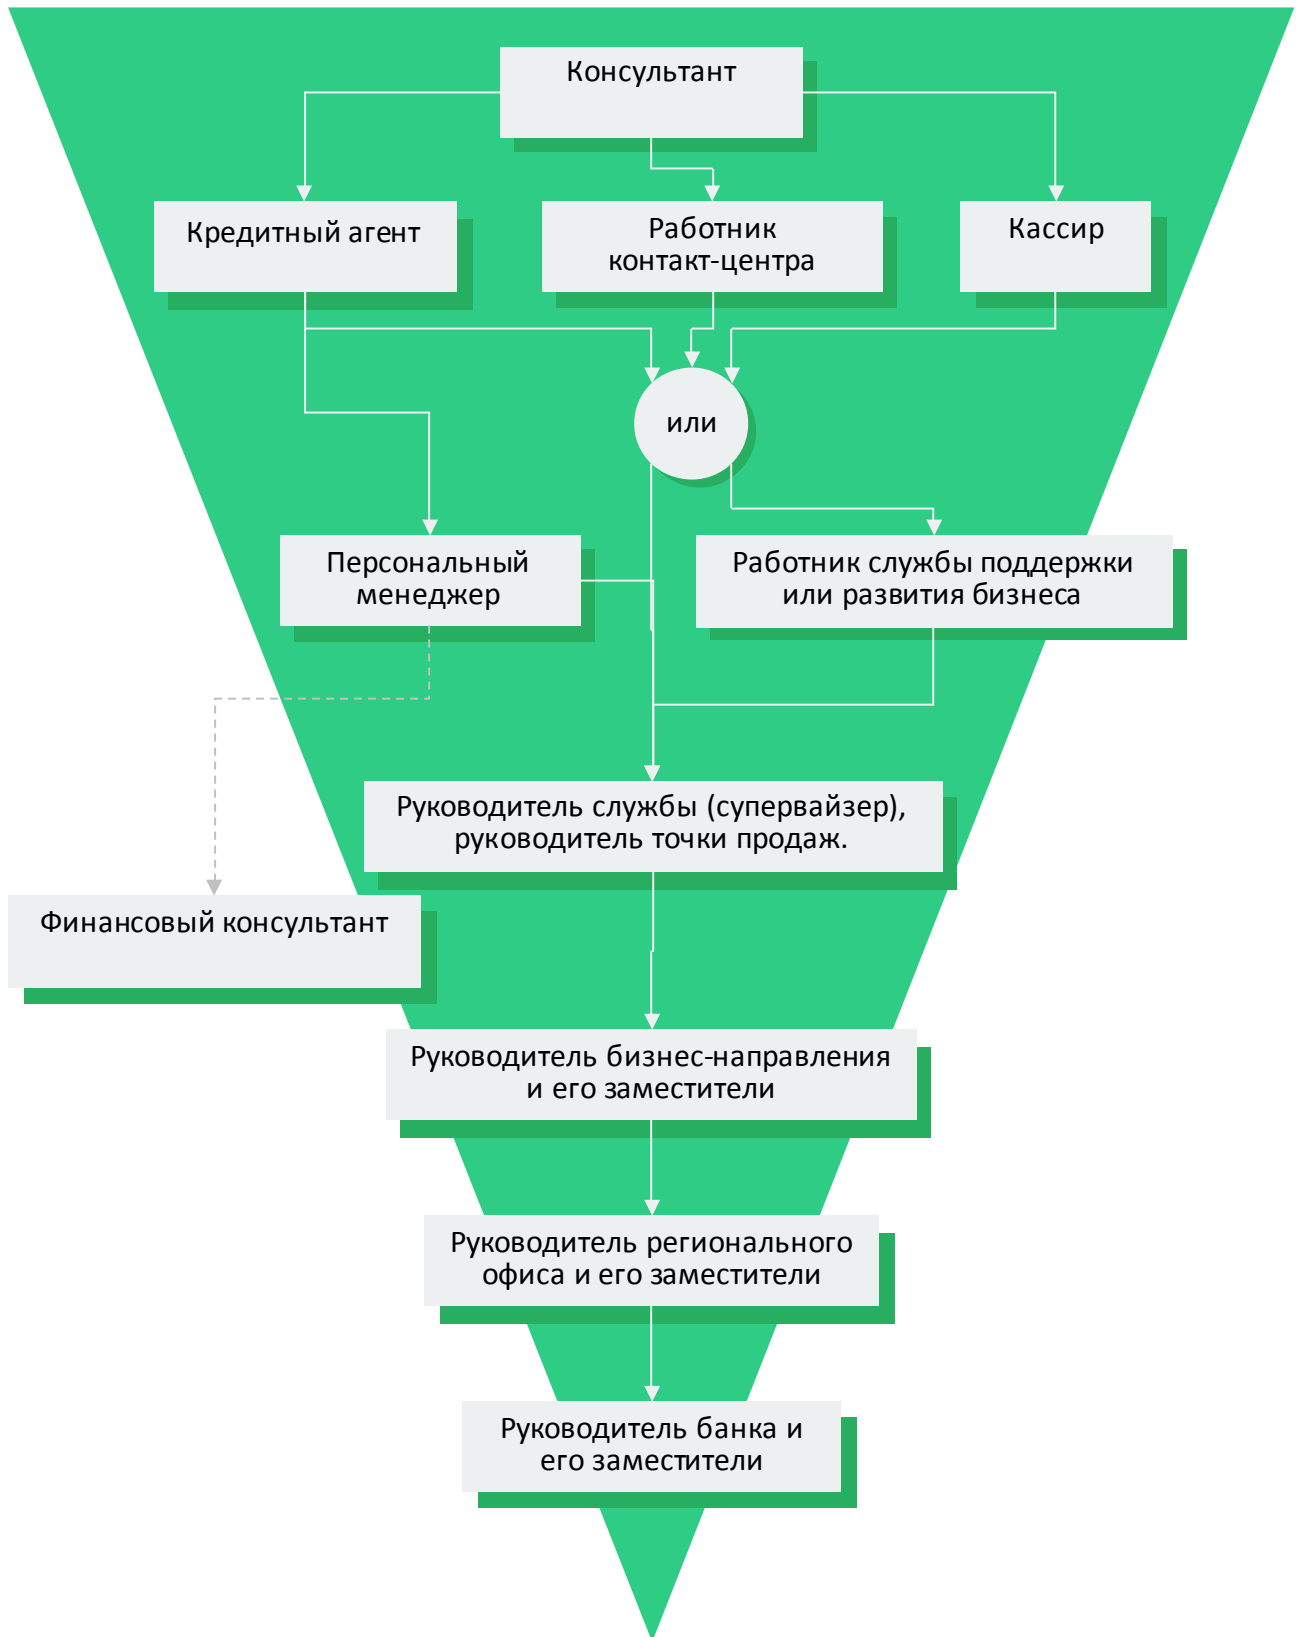 Консультант
Кредитный агент
Работник
контакт-центра
Кассир
или
Персональный
менеджер
Работник службы поддержки
или развития бизнеса
Руководитель службы (супервайзер),
руководитель точки продаж.
Финансовый консультант
Руководитель бизнес-направления
и его заместители
Руководитель регионального
офиса и его заместители
Руководитель банка и
его заместители